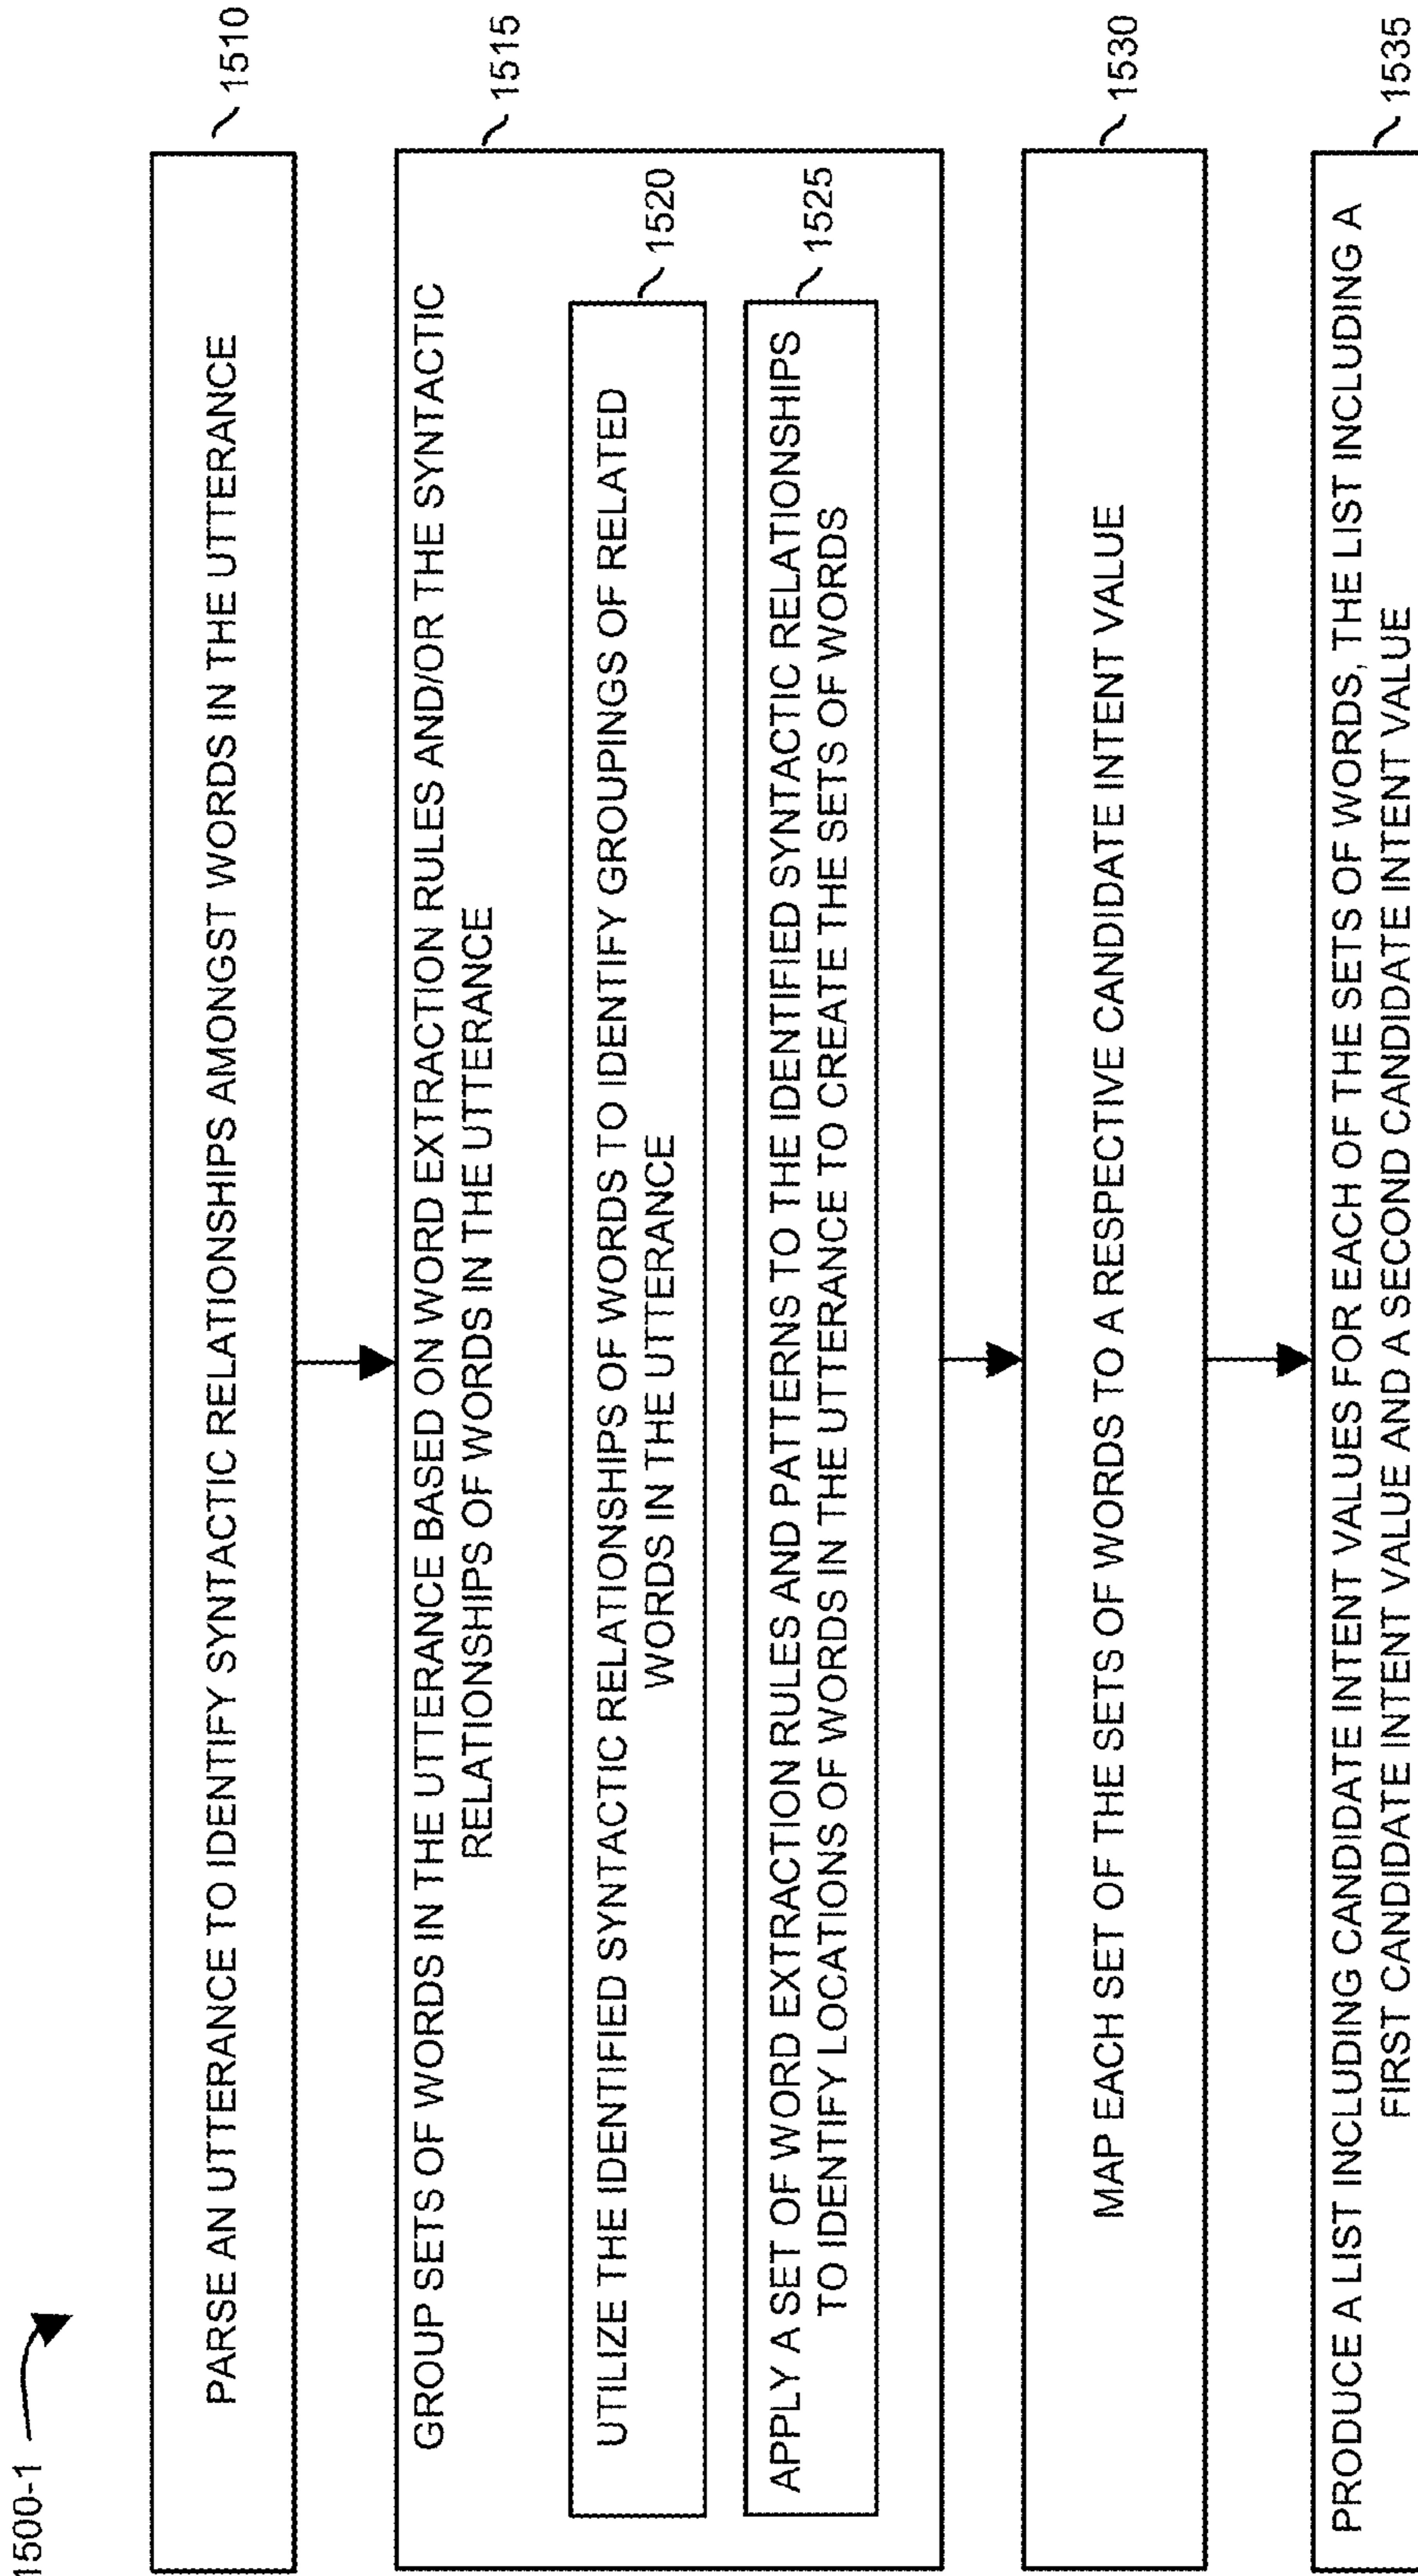 1500-1
1510
PARSE AN UTTERANCE TO IDENTIFY SYNTACTIC RELATIONSHIPS AMONGST WORDS IN THE UTTERANCE
1515
GROUP SETS OF WORDS IN THE UTTERANCE BASED ON WORD EXTRACTION RULES AND/OR THE SYNTACTIC
RELATIONSHIPS OF WORDS IN THE UTTERANCE
1520
UTILIZE THE IDENTIFIED SYNTACTIC RELATIONSHIPS OF WORDS TO IDENTIFY GROUPINGS OF RELATED
WORDS IN THE UTTERANCE
1525
APPLY A SET OF WORD EXTRACTION RULES AND PATTERNS TO THE IDENTIFIED SYNTACTIC RELATIONSHIPS
TO IDENTIFY LOCATIONS OF WORDS IN THE UTTERANCE TO CREATE THE SETS OF WORDS
1530
MAP EACH SET OF THE SETS OF WORDS TO A RESPECTIVE CANDIDATE INTENT VALUE
1535
PRODUCE A LIST INCLUDING CANDIDATE INTENT VALUES FOR EACH OF THE SETS OF WORDS, THE LIST INCLUDING A
FIRST CANDIDATE INTENT VALUE AND A SECOND CANDIDATE INTENT VALUE